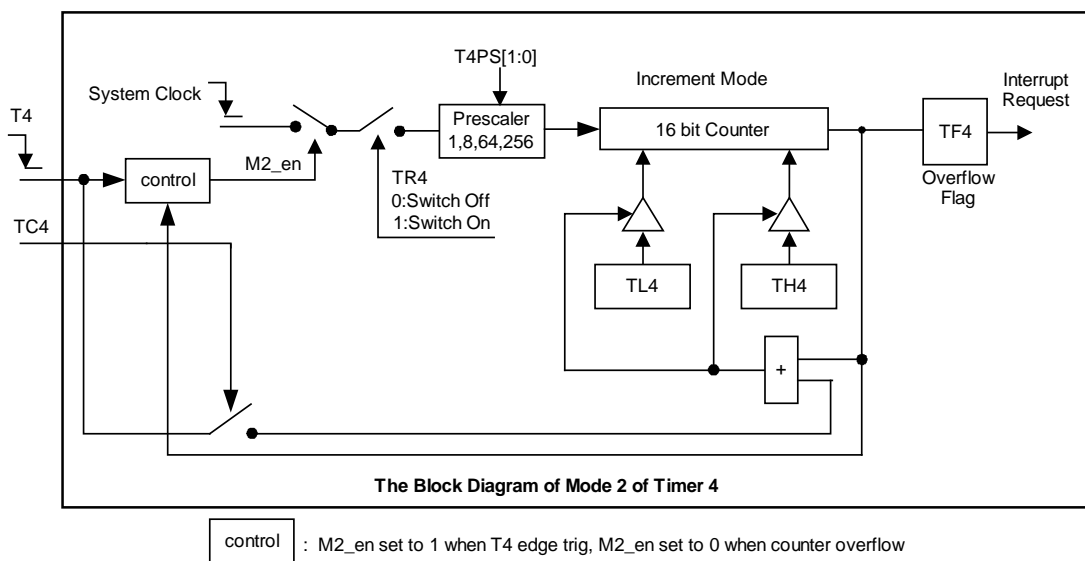 T4PS[1:0]
Increment Mode
Interrupt
Request
System Clock
T4
Prescaler
1,8,64,256
16 bit Counter
TF4
M2_en
control
Overflow
Flag
TR4
0:Switch Off
1:Switch On
TC4
TL4
TH4
+
The Block Diagram of Mode 2 of Timer 4
control : M2_en set to 1 when T4 edge trig, M2_en set to 0 when counter overflow